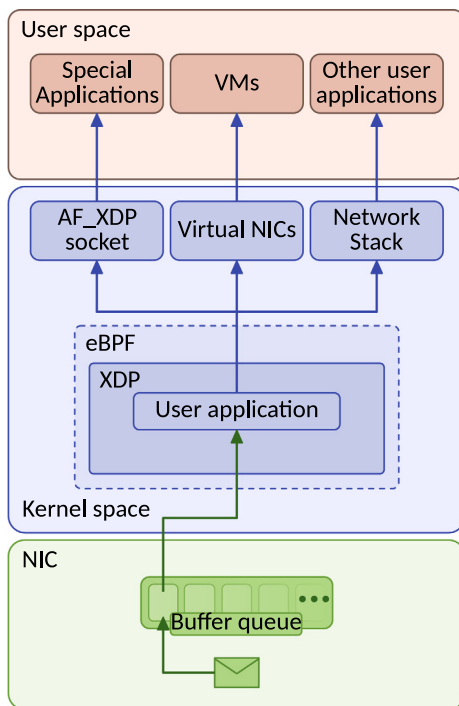 User space
Special
Applications
VMs
Other user
applications
AF_XDP
socket
Virtual NICs
Network
Stack
eBPF
XDP
User application
Kernel space
NIC
Buffer queue